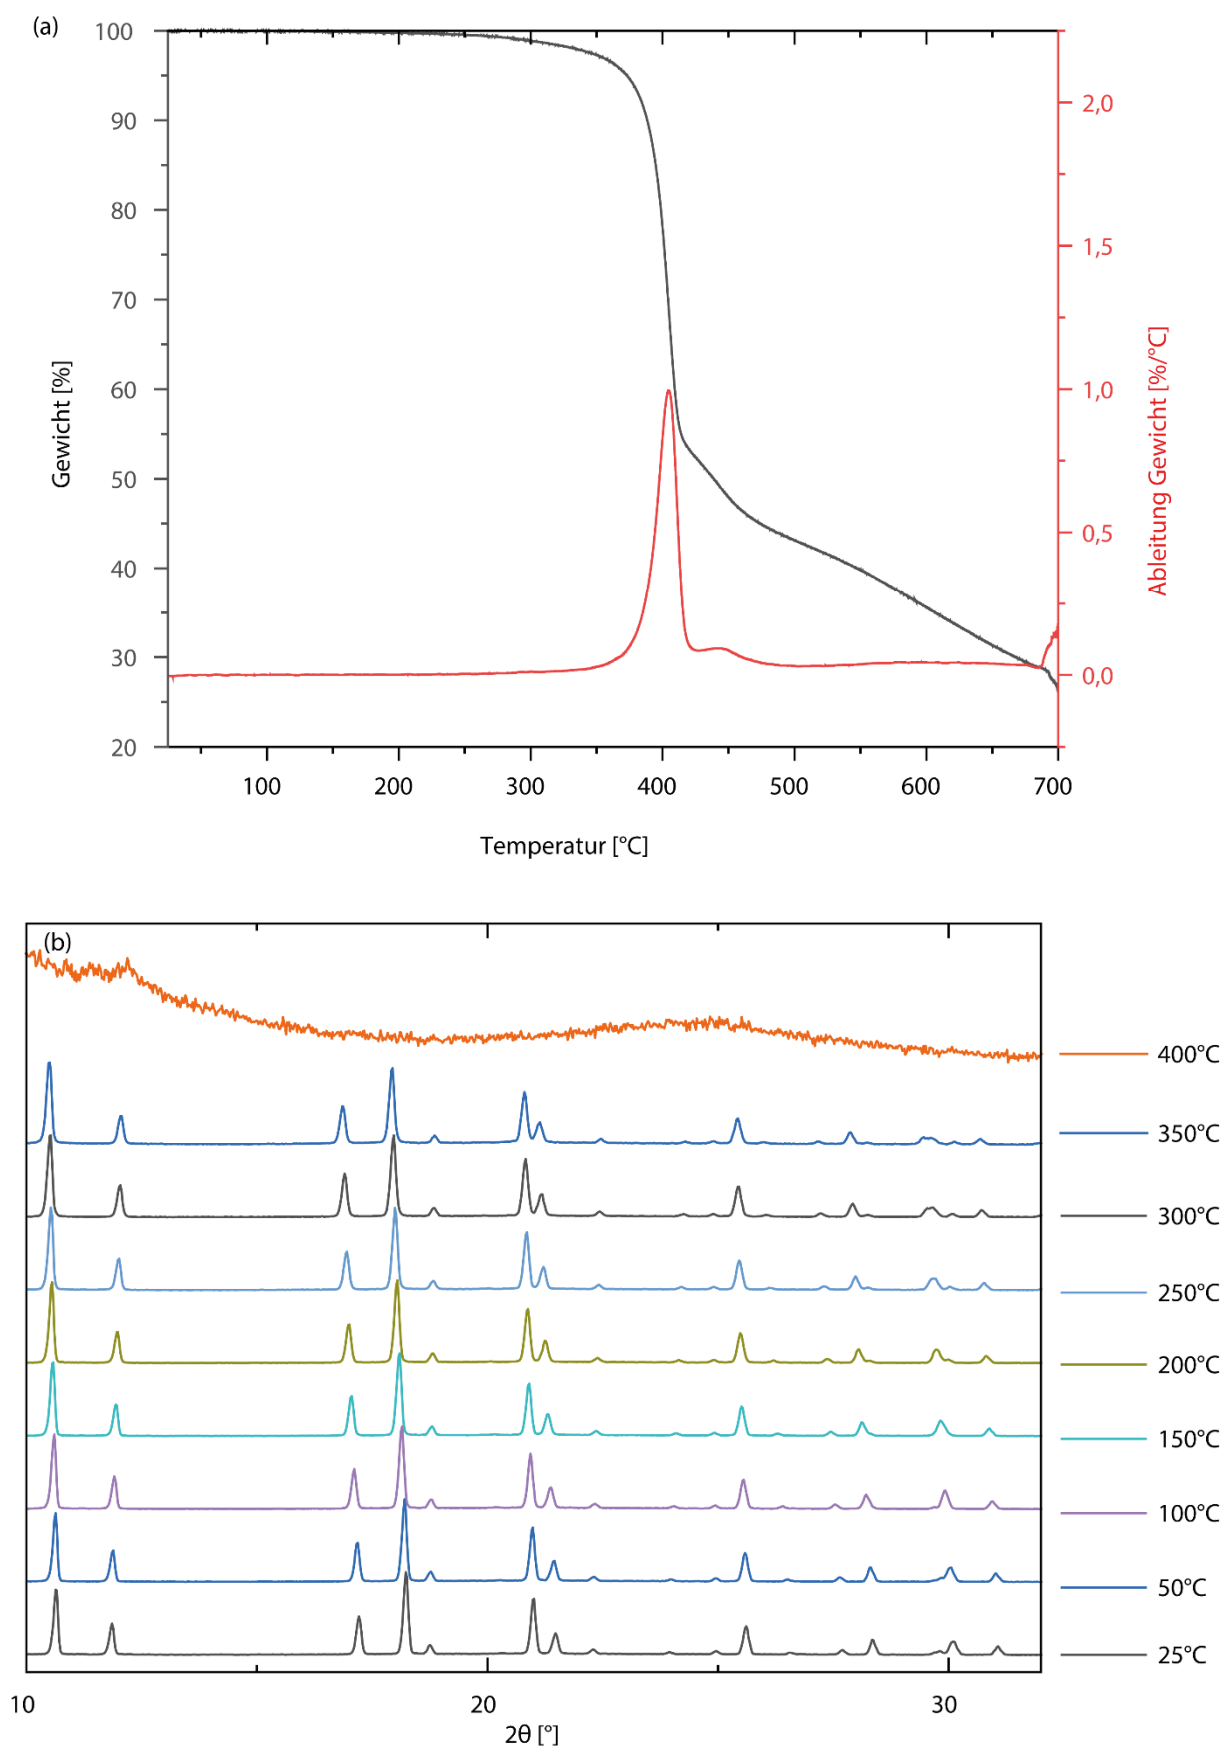 (a)
100
90
80
70
60
50
40
30
20
Gewicht [%]
2,0
1,5
1,0
0,5
0,0
Ableitung Gewicht [%/°C]
100 200 300 400 500 600 700
Temperatur [°C]
(b)
400°C
350°C
300°C
250°C
200°C
150°C
100°C
50°C
25°C
10 20 30
2θ [°]